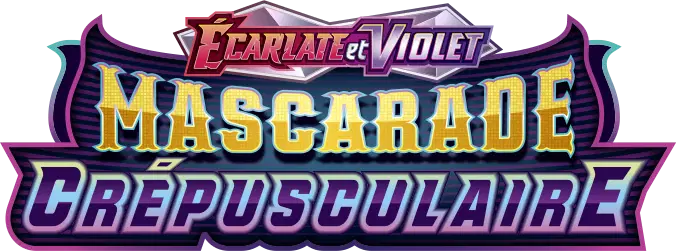 Écarlate et Violet
Mascarade
Crépusculaire